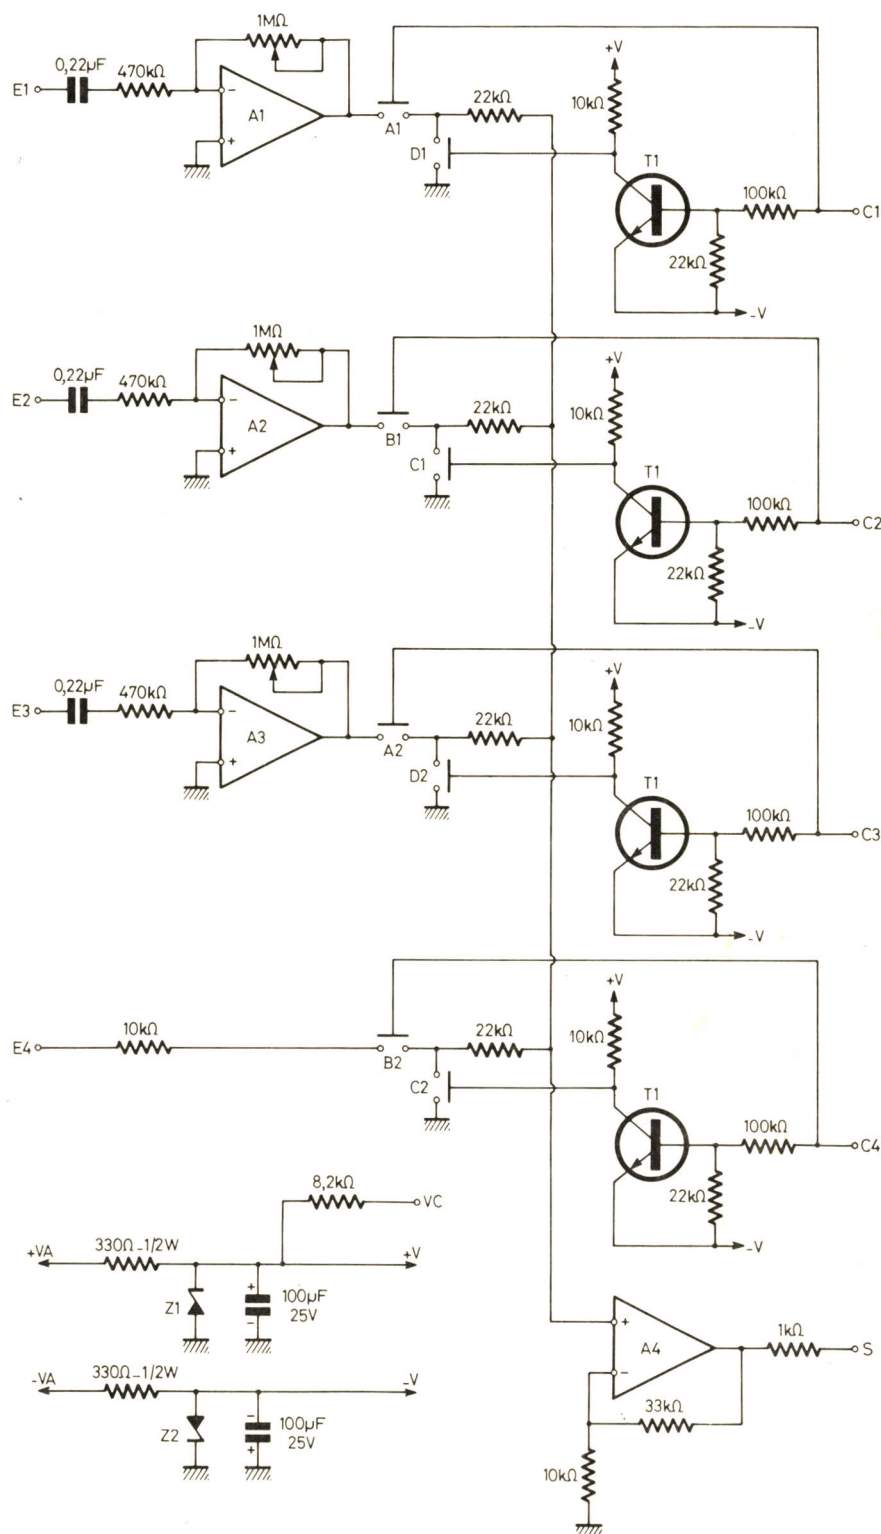 1MΩ
+V
0,22µF
470kΩ
E1
-
A1
+
22kΩ
A1
D1
10kΩ
T1
100kΩ
C1
22kΩ
-V
1MΩ
+V
0,22µF
470kΩ
E2
-
A2
+
22kΩ
B1
C1
10kΩ
T1
100kΩ
C2
22kΩ
-V
1MΩ
+V
0,22µF
470kΩ
E3
-
A3
+
22kΩ
A2
D2
10kΩ
T1
100kΩ
C3
22kΩ
-V
+V
E4
10kΩ
22kΩ
B2
C2
10kΩ
T1
100kΩ
C4
22kΩ
-V
8,2kΩ
VC
+VA
330Ω-1/2W
+V
Z1
+
-
100µF
25V
-VA
330Ω-1/2W
-V
Z2
-
+
100µF
25V
+
A4
-
1kΩ
S
33kΩ
10kΩ